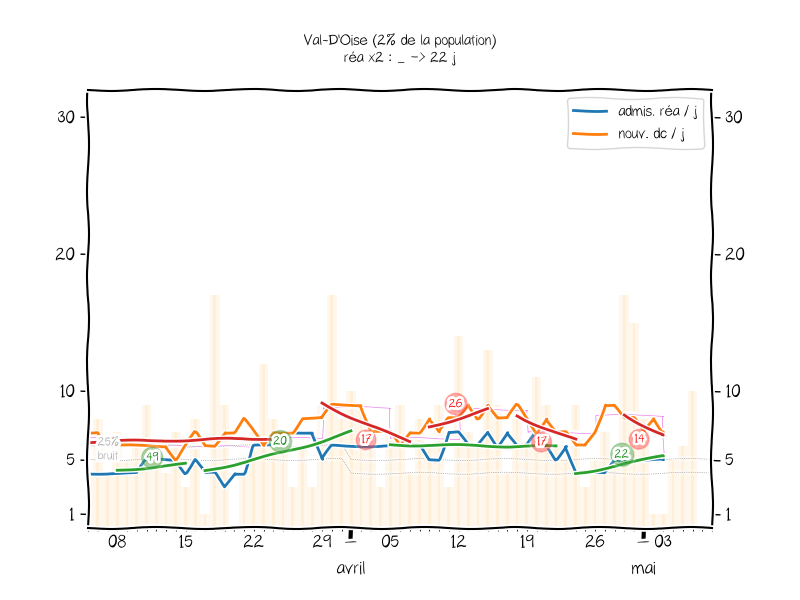 Val-D'Oise (2% de la population)
réa x2 : _ -> 22 j
admis. réa / j
nouv. dc / j
30 30
20 20
10 10
5 5
1 1
25%
bruit
49
20
17
26
17
22
14
08 15 22 29 05 12 19 26 03
avril mai